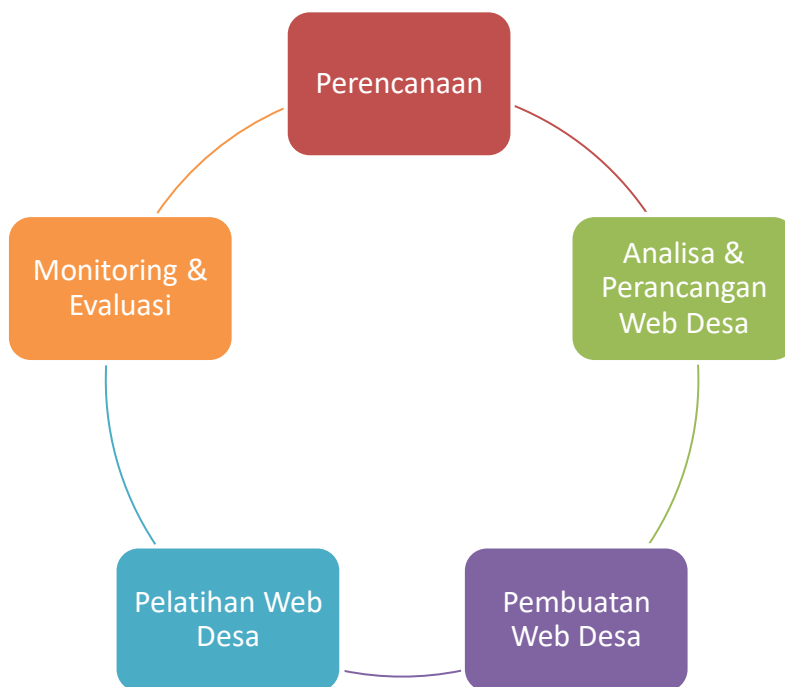 Perencanaan
Analisa &
Perancangan
Web Desa
Pembuatan
Web Desa
Pelatihan Web
Desa
Monitoring &
Evaluasi